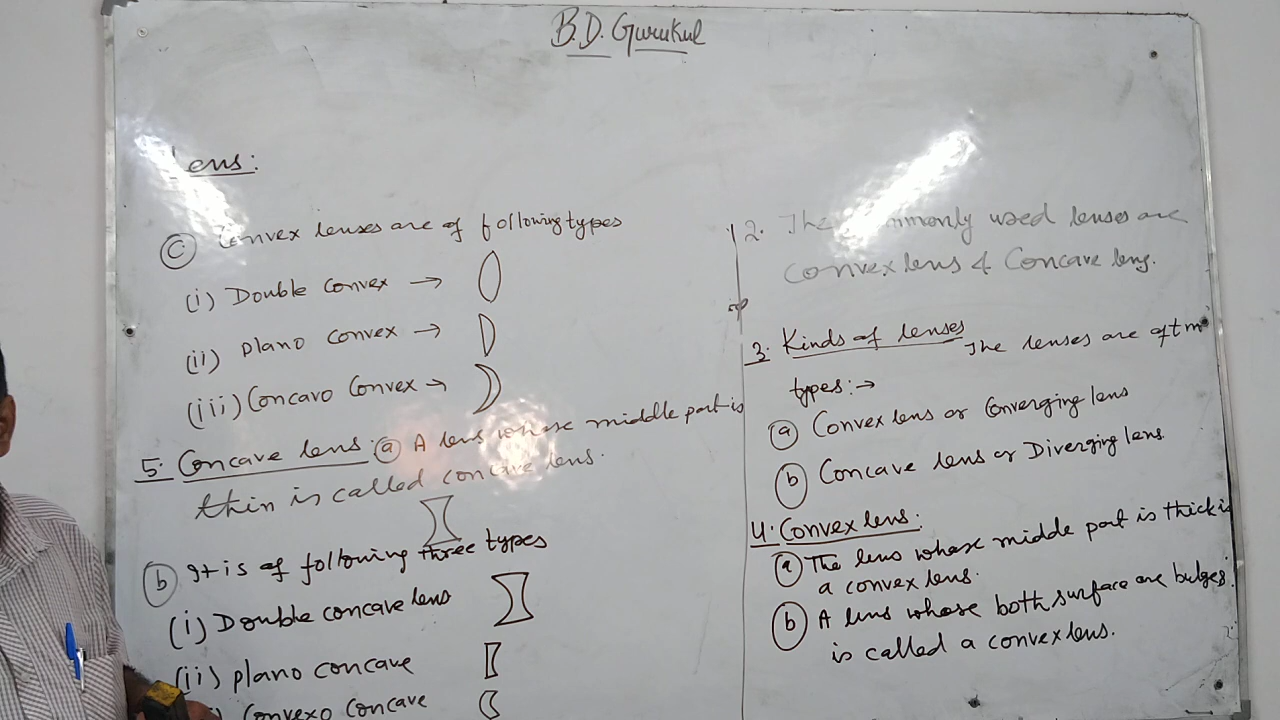 B.D. Gurukul
Lens:
(C) Convex lenses are of following types
(i) Double convex →
(ii) plano convex →
(iii) Concavo Convex →
5. Concave lens: (a) A lens whose middle part is
thin is called concave lens.
(b) It is of following three types
(i) Double concave lens
(ii) plano concave
Convexo concave
2. The commonly used lenses are
Convex lens & Concave lens.
3. Kinds of lenses The lenses are of
types:→
(a) Convex lens or Converging lens
(b) Concave lens or Diverging lens.
4. Convex lens:
(a) The lens whose middle part is thick is
a convex lens.
(b) A lens whose both surface are bulges
is called a convex lens.